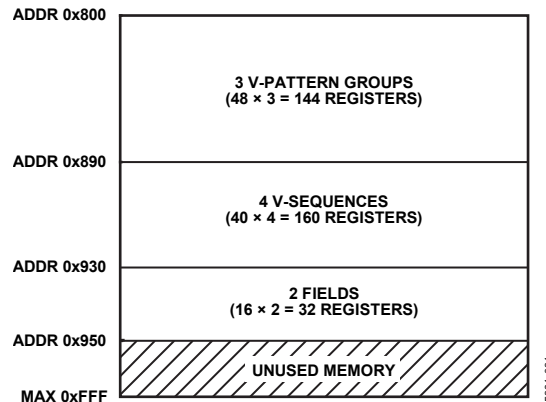 ADDR 0x800
3 V-PATTERN GROUPS
(48 × 3 = 144 REGISTERS)
ADDR 0x890
4 V-SEQUENCES
(40 × 4 = 160 REGISTERS)
ADDR 0x930
2 FIELDS
(16 × 2 = 32 REGISTERS)
ADDR 0x950
UNUSED MEMORY
MAX 0xFFF